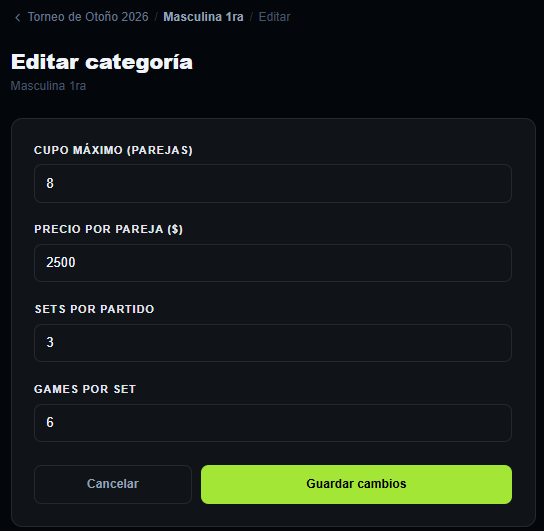 ‹ Torneo de Otoño 2026 / Masculina 1ra / Editar
Editar categoría
Masculina 1ra
CUPO MÁXIMO (PAREJAS)
8
PRECIO POR PAREJA ($)
2500
SETS POR PARTIDO
3
GAMES POR SET
6
Cancelar
Guardar cambios